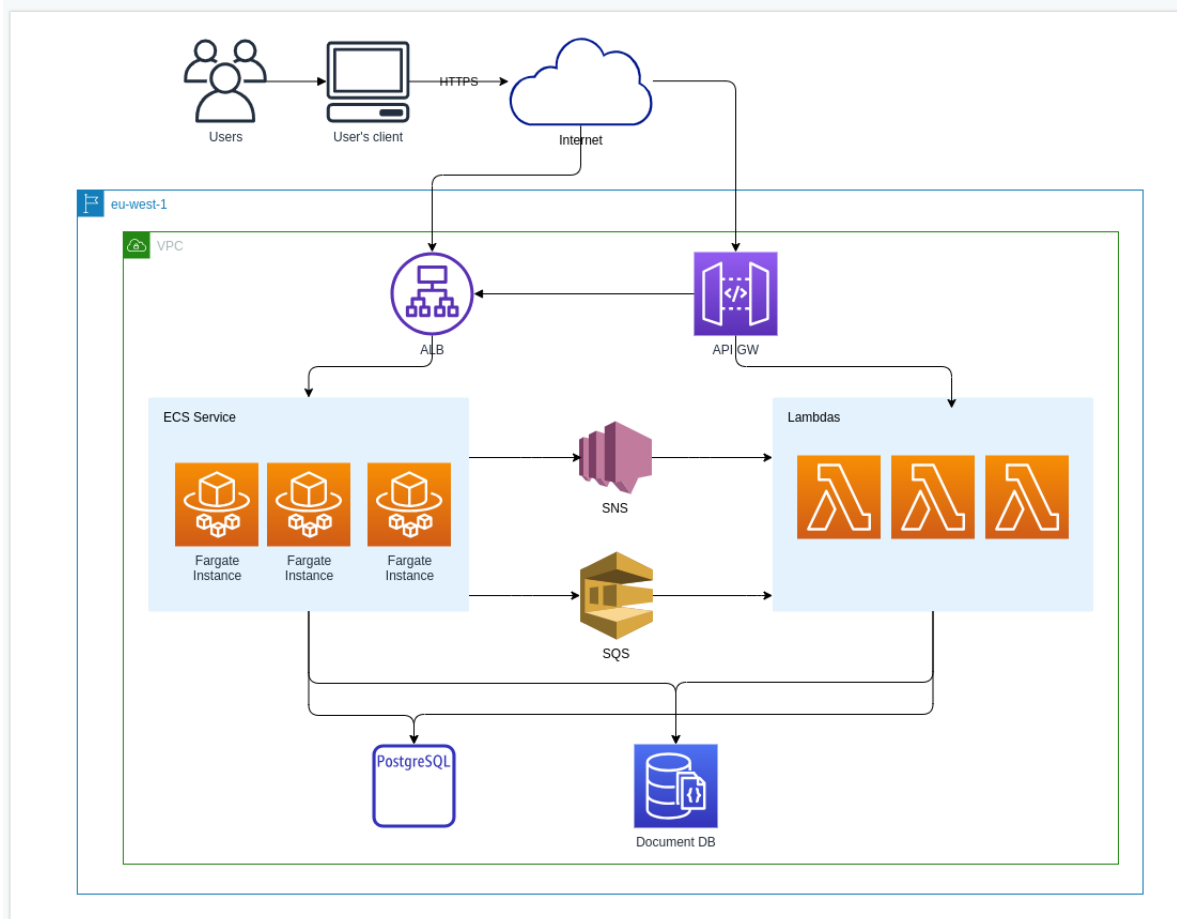 Users
User's client
HTTPS
Internet
eu-west-1
VPC
ALB
API GW
ECS Service
Lambdas
Fargate
Instance
Fargate
Instance
Fargate
Instance
SNS
SQS
PostgreSQL
Document DB